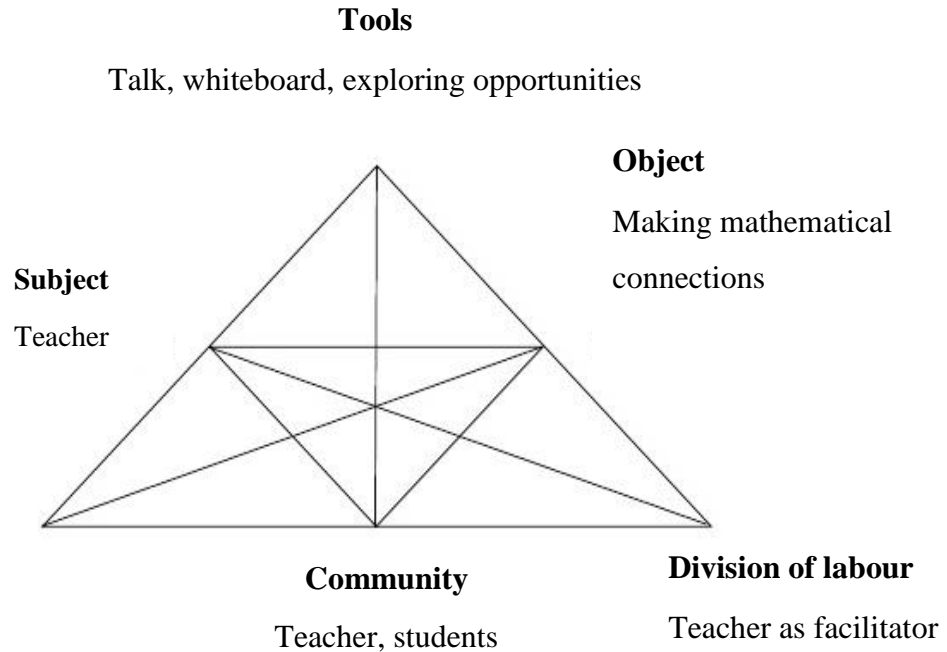 Tools
Talk, whiteboard, exploring opportunities
Object
Making mathematical
connections
Subject
Teacher
Community
Teacher, students
Division of labour
Teacher as facilitator